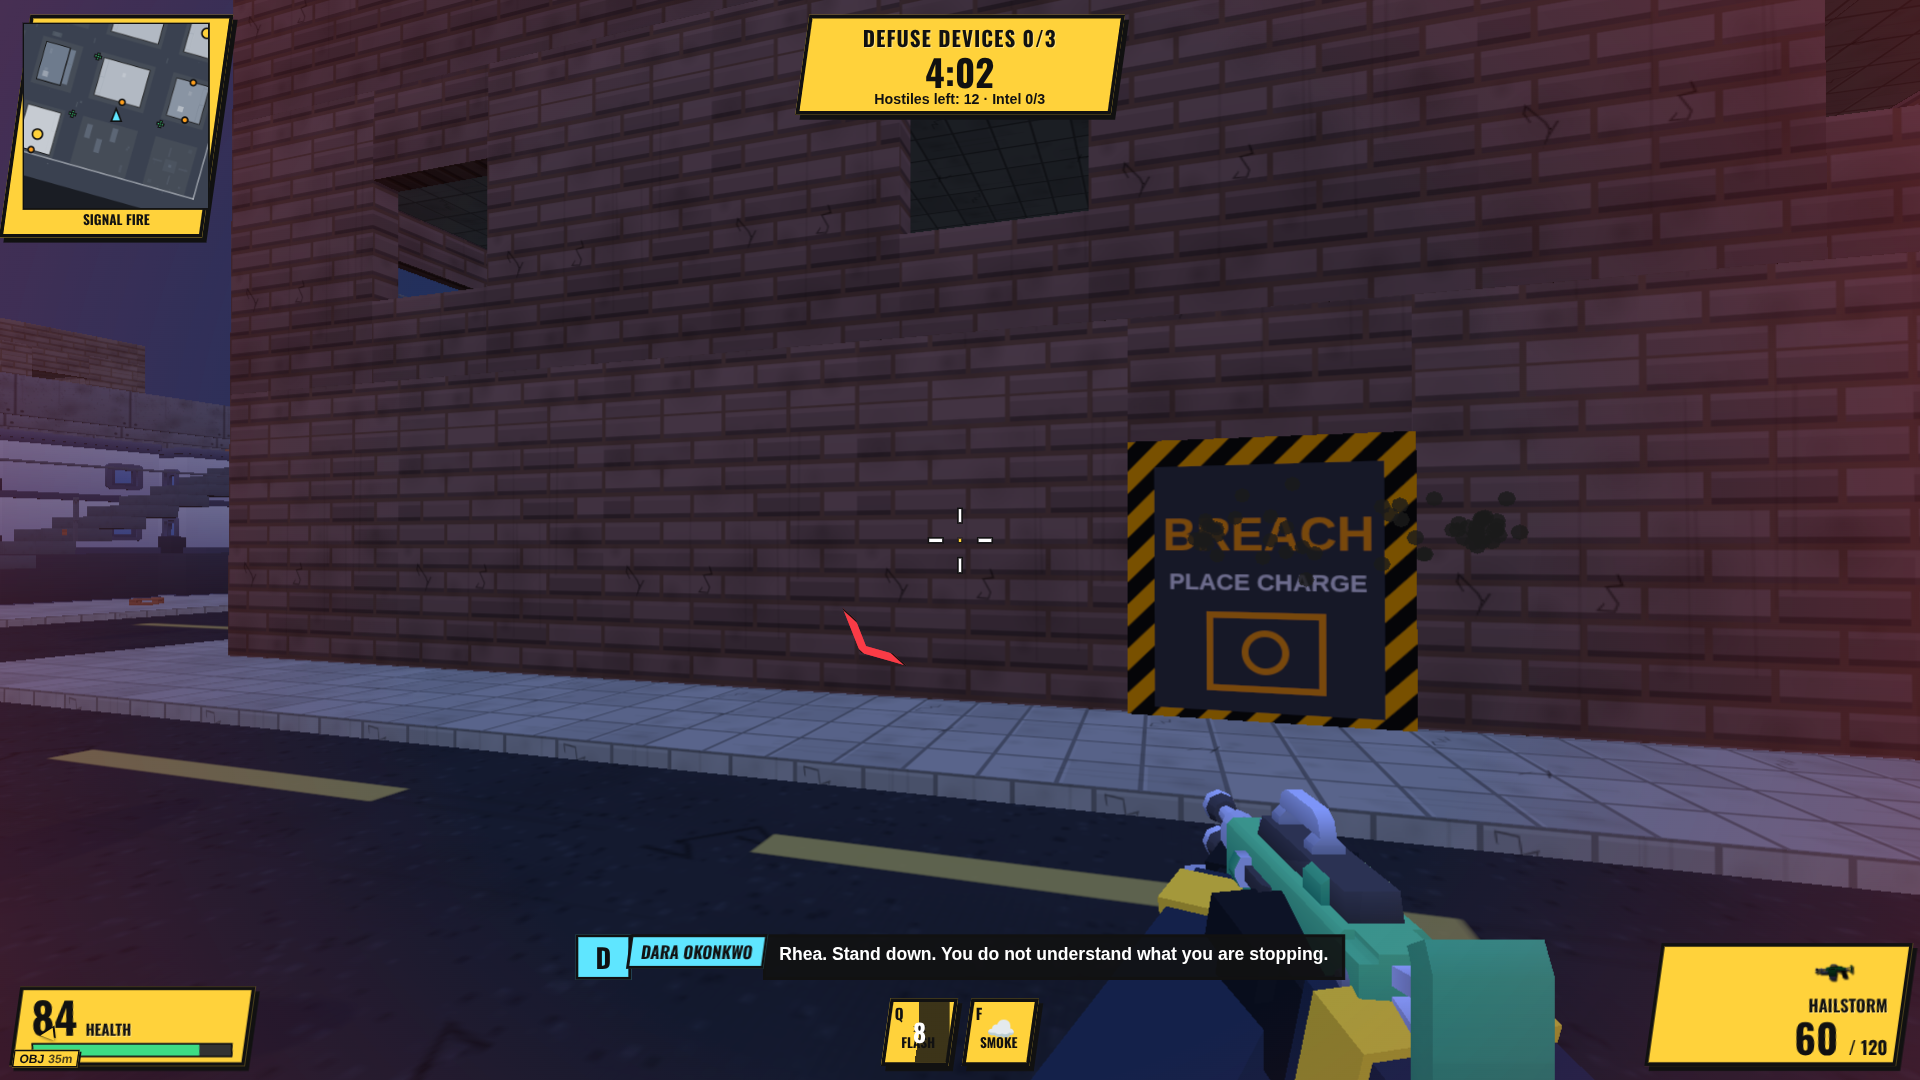 DEFUSE DEVICES 0/3
4:02
Hostiles left: 12 · Intel 0/3
SIGNAL FIRE
BREACH
PLACE CHARGE
D DARA OKONKWO Rhea. Stand down. You do not understand what you are stopping.
84 HEALTH
OBJ 35m
Q
8
FLASH
F
SMOKE
HAILSTORM
60 / 120